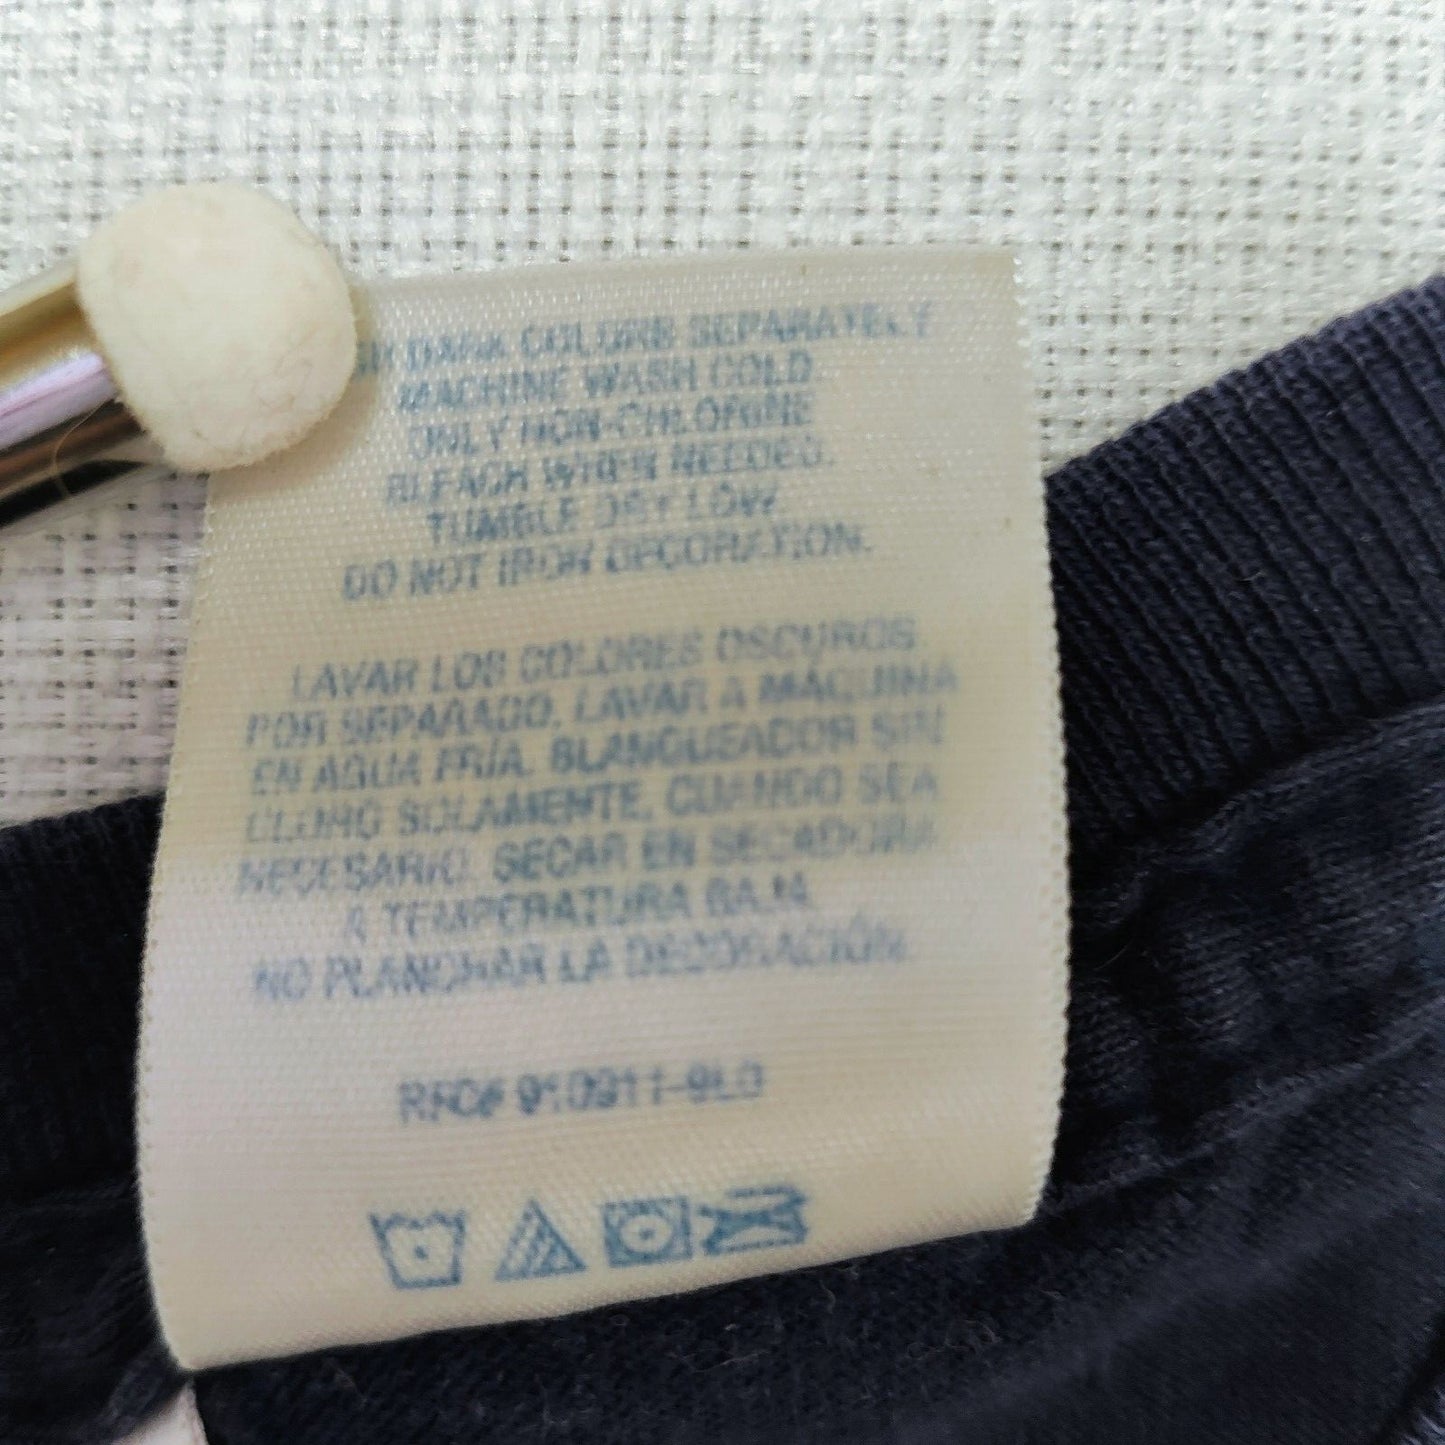 DARK COLORS SEPARATELY
MACHINE WASH COLD
ONLY NON-CHLORINE
BLEACH WHEN NEEDED.
TUMBLE DRY LOW
DO NOT IRON DECORATION.
LAVAR LOS COLORES OSCUROS
POR SEPARADO. LAVAR A MÁQUINA
EN AGUA FRÍA. BLANQUEADOR SIN
CLORO SOLAMENTE, CUANDO SEA
NECESARIO. SECAR EN SECADORA
A TEMPERATURA BAJA
NO PLANCHAR LA DECORACIÓN.